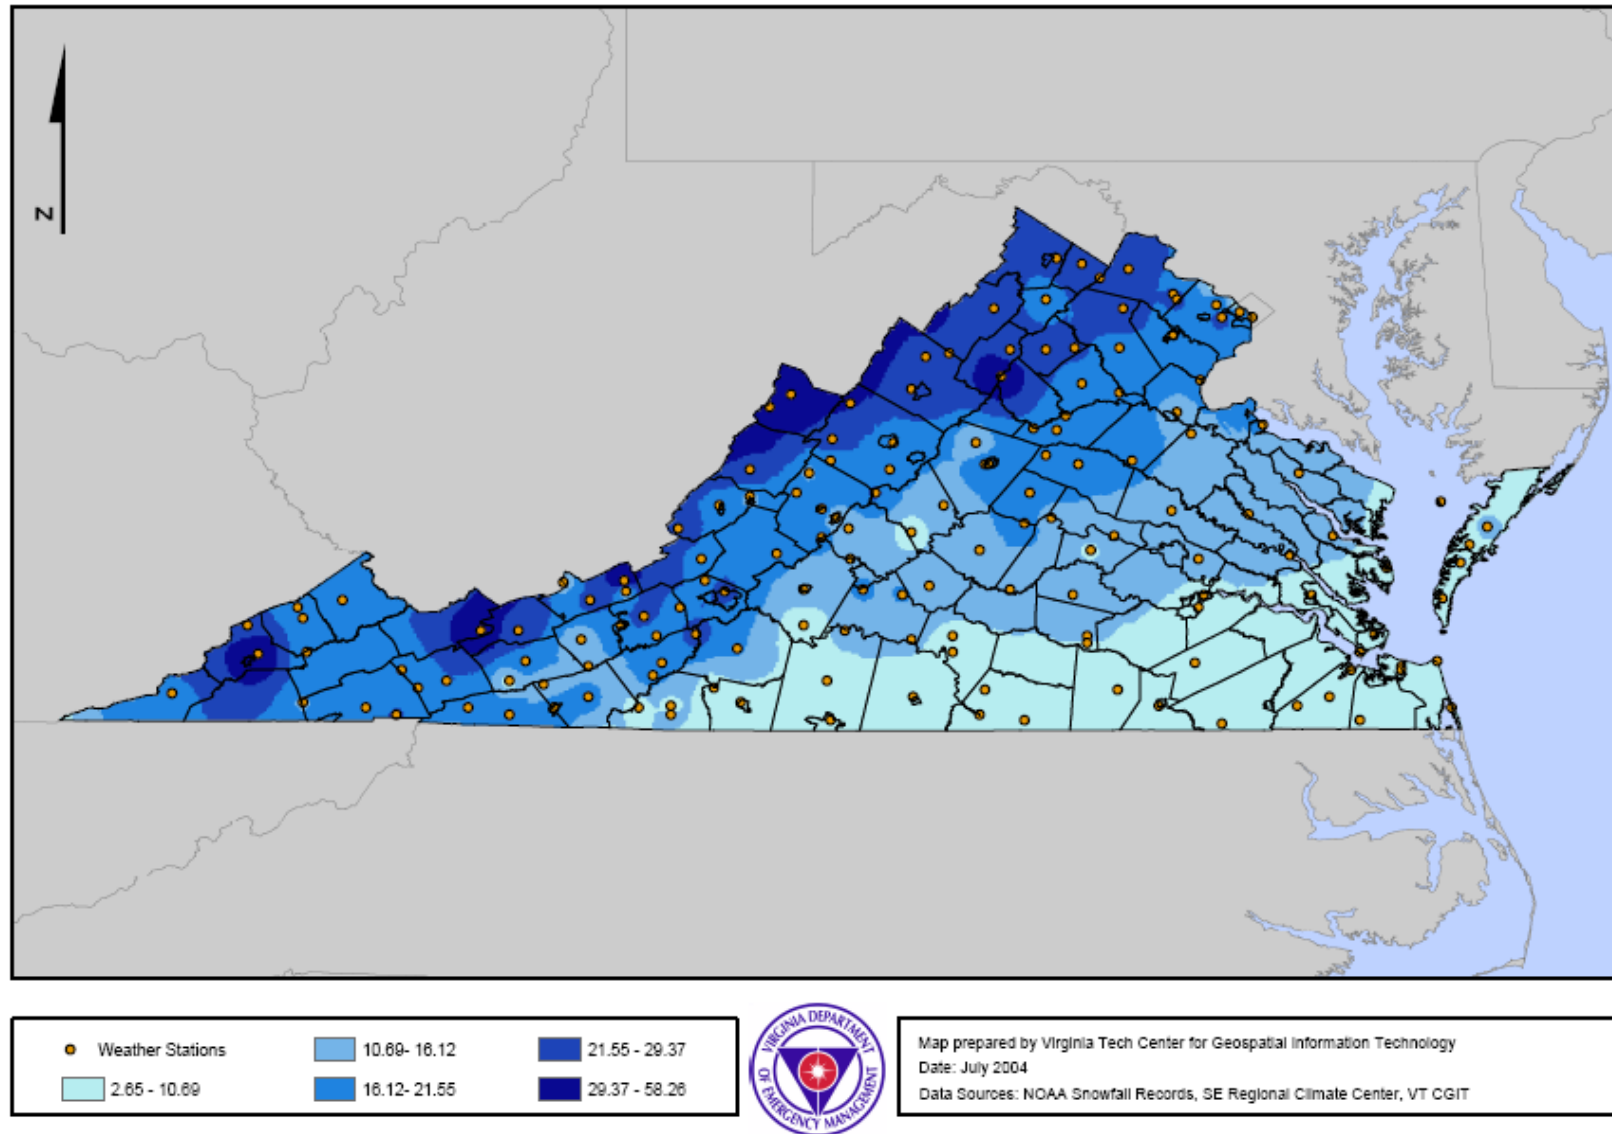 N
Weather Stations
2.65 - 10.69
10.69- 16.12
16.12- 21.55
21.55 - 29.37
29.37 - 58.26
VIRGINIA DEPARTMENT
OF EMERGENCY MANAGEMENT
Map prepared by Virginia Tech Center for Geospatial Information Technology
Date: July 2004
Data Sources: NOAA Snowfall Records, SE Regional Climate Center, VT CGIT